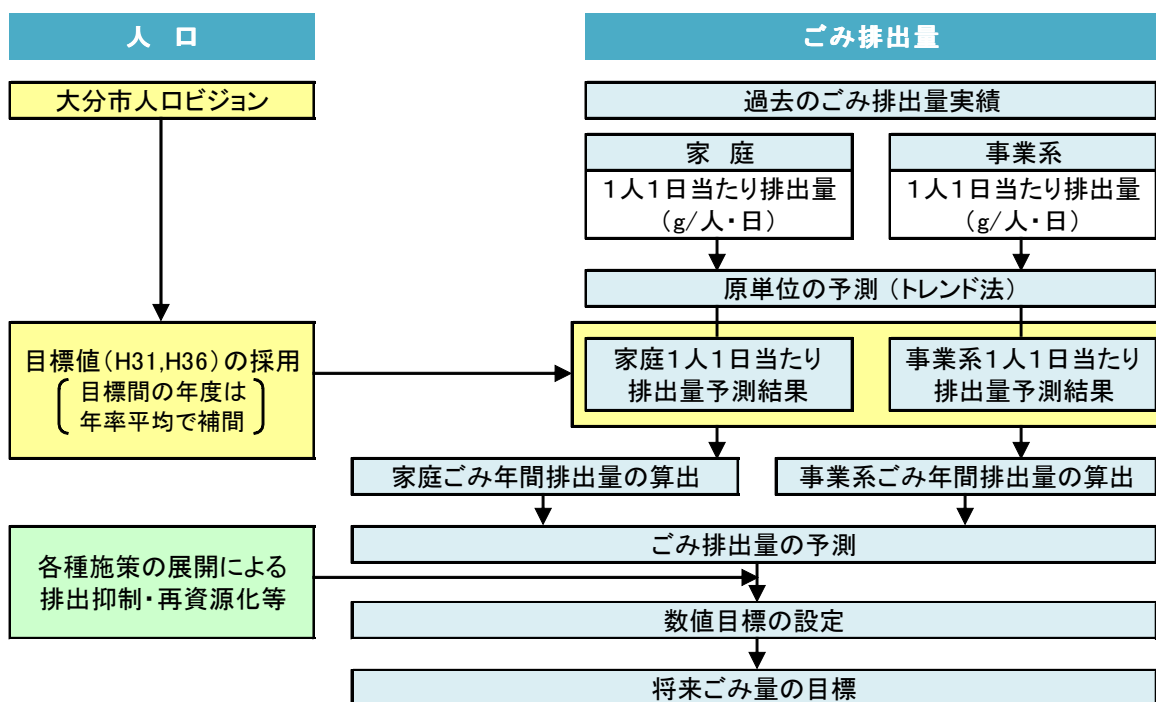 人 口
ごみ排出量
大分市人口ビジョン
過去のごみ排出量実績
家 庭
事業系
1人1日当たり排出量
(g/人・日)
1人1日当たり排出量
(g/人・日)
原単位の予測（トレンド法）
目標値(H31,H36)の採用
目標間の年度は
年率平均で補間
家庭1人1日当たり
排出量予測結果
事業系1人1日当たり
排出量予測結果
家庭ごみ年間排出量の算出
事業系ごみ年間排出量の算出
ごみ排出量の予測
各種施策の展開による
排出抑制・再資源化等
数値目標の設定
将来ごみ量の目標